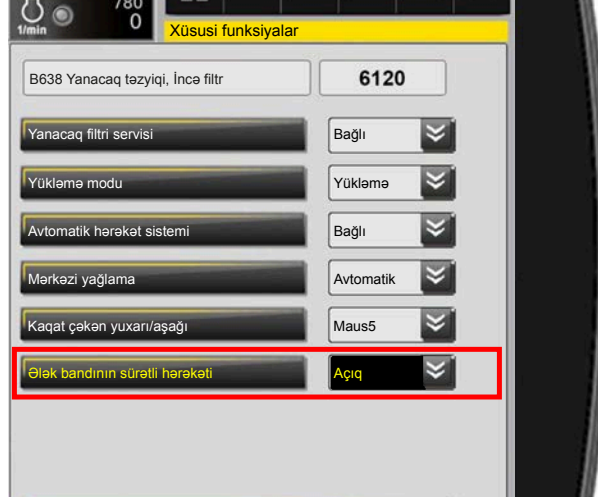 780
1/min 0
Xüsusi funksiyalar
B638 Yanacaq təzyiqi, İncə filtr 6120
Yanacaq filtri servisi Bağlı
Yükləmə modu Yükləmə
Avtomatik hərəkət sistemi Bağlı
Mərkəzi yağlama Avtomatik
Kaqat çəkən yuxarı/aşağı Maus5
Ələk bandının sürətli hərəkəti Açıq